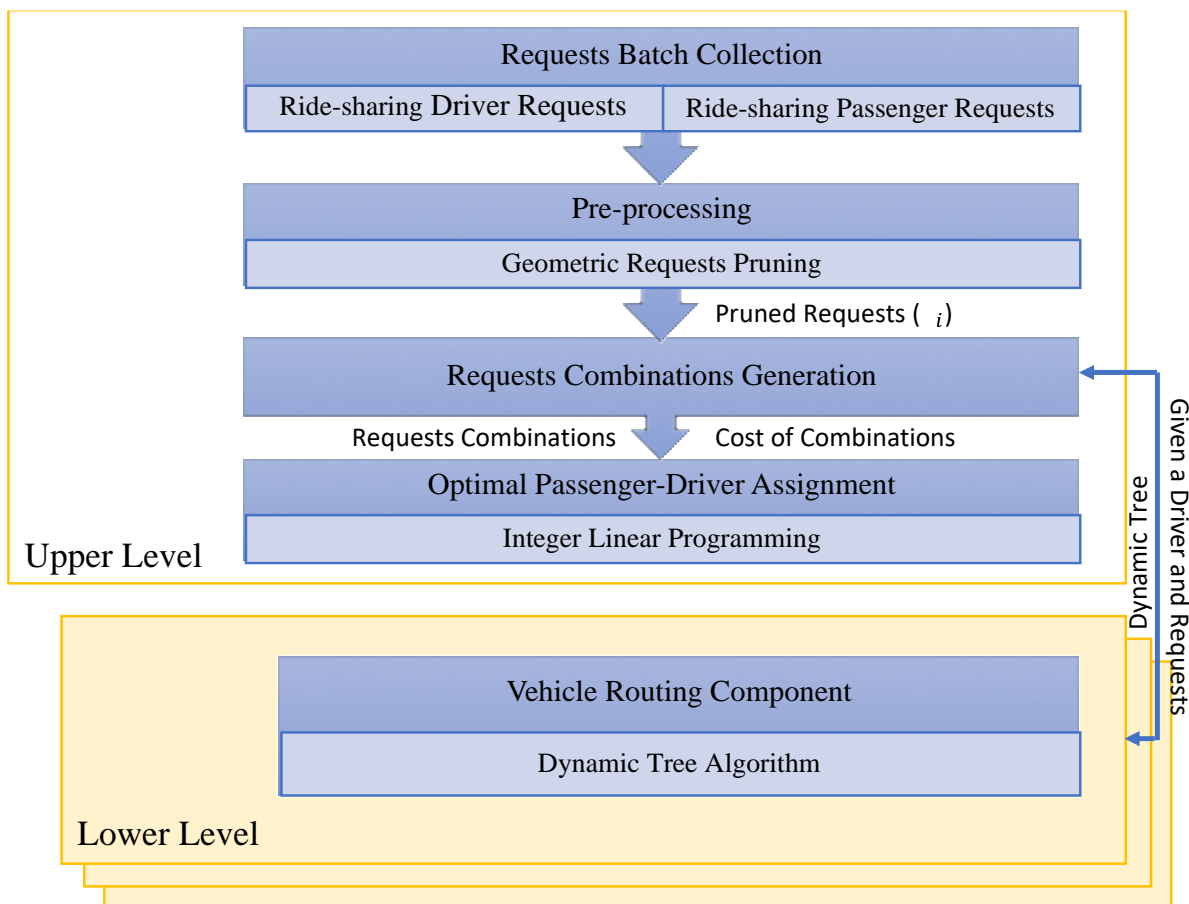 Requests Batch Collection
Ride-sharing Driver Requests
Ride-sharing Passenger Requests
Pre-processing
Geometric Requests Pruning
Pruned Requests ( i)
Requests Combinations Generation
Requests Combinations
Cost of Combinations
Optimal Passenger-Driver Assignment
Integer Linear Programming
Upper Level
Dynamic Tree
Given a Driver and Requests
Vehicle Routing Component
Dynamic Tree Algorithm
Lower Level